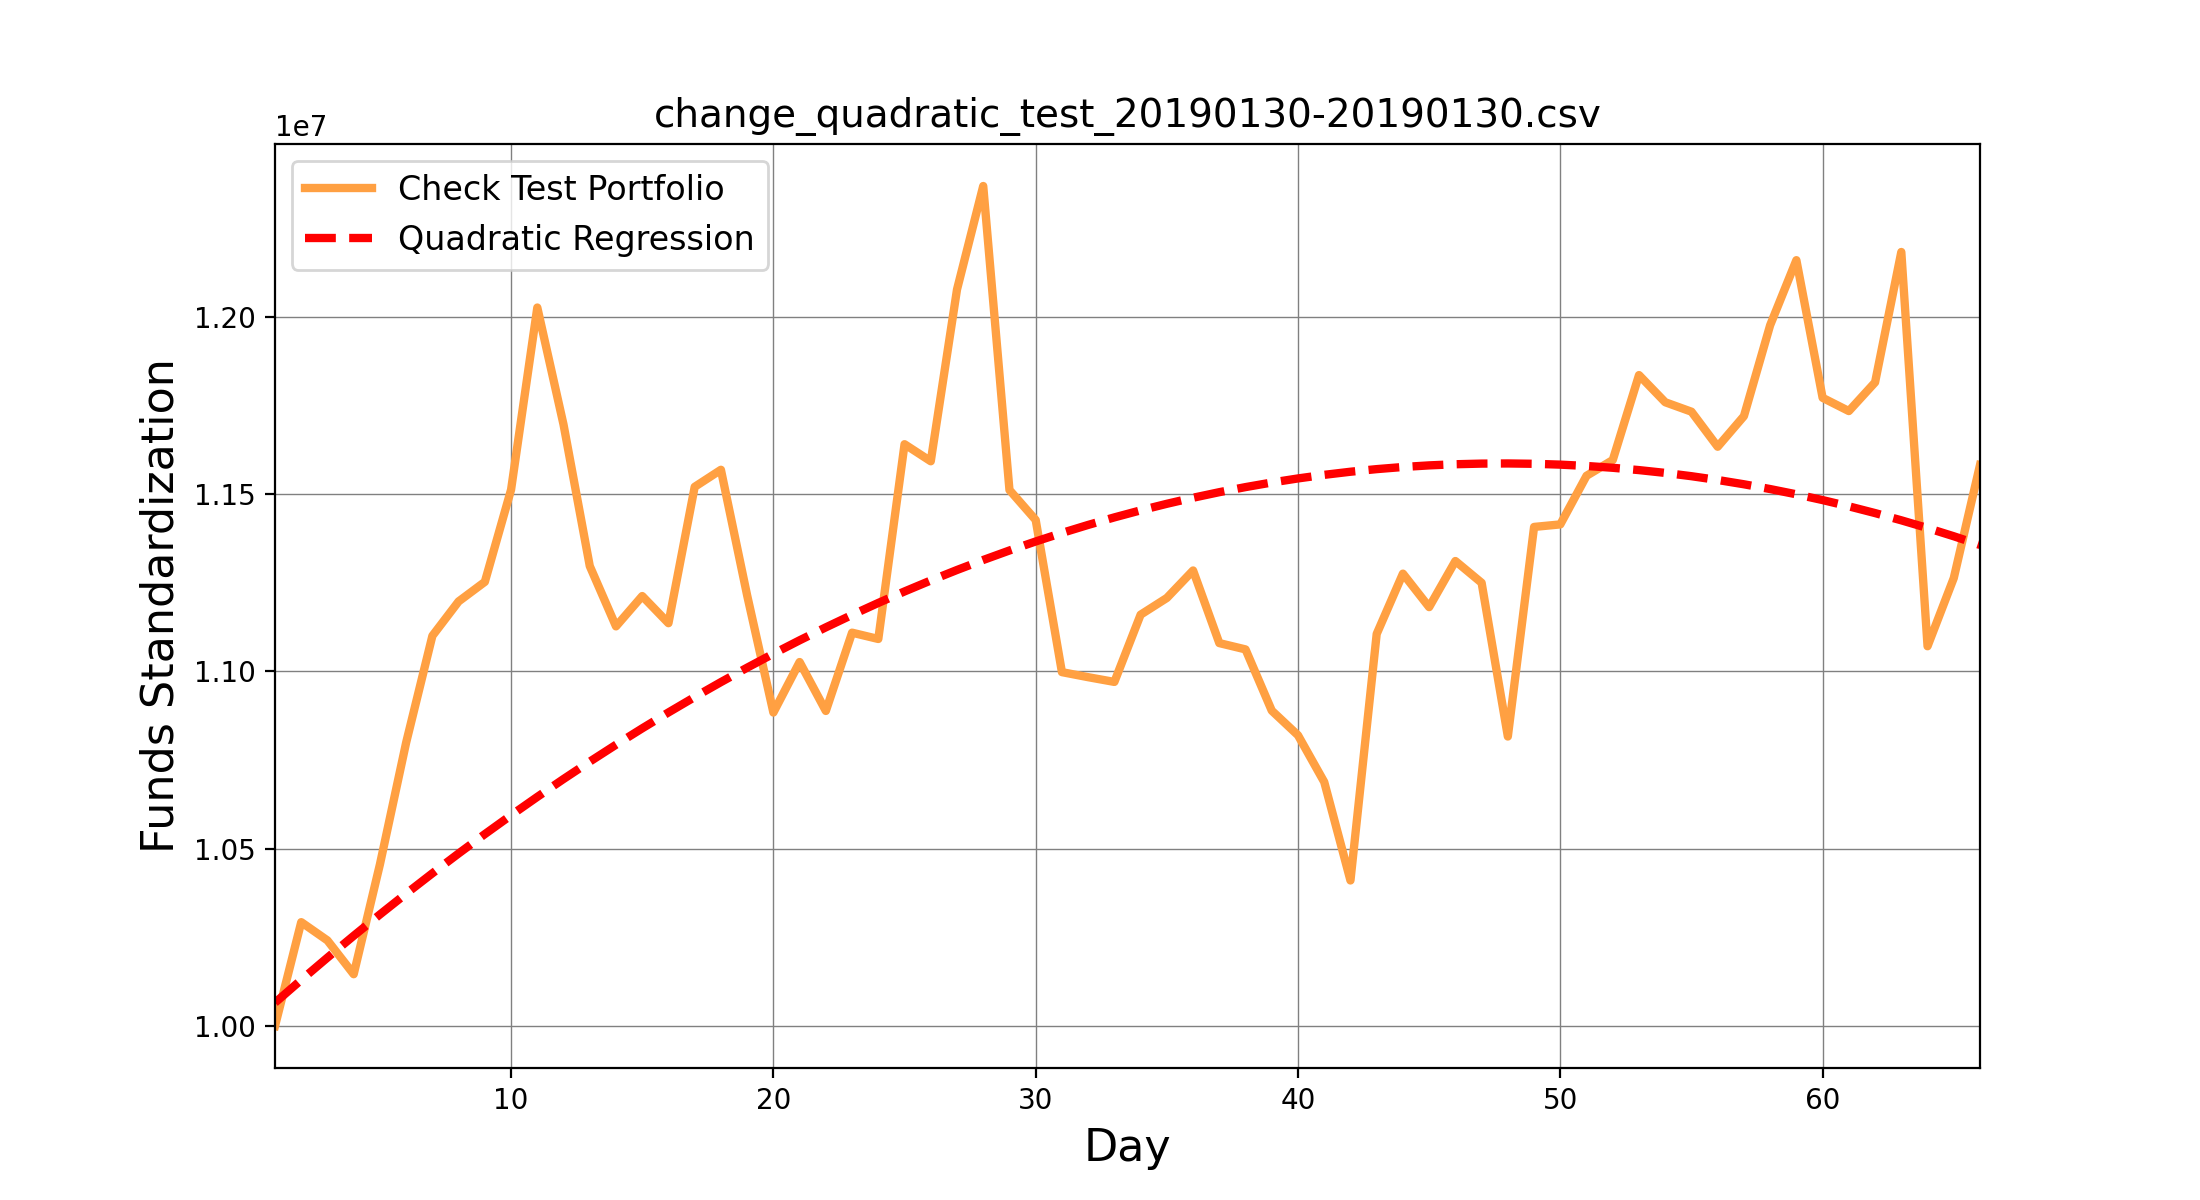 change_quadratic_test_20190130-20190130.csv
1e7
Check Test Portfolio
Quadratic Regression
Funds Standardization
1.20
1.15
1.10
1.05
1.00
10 20 30 40 50 60
Day